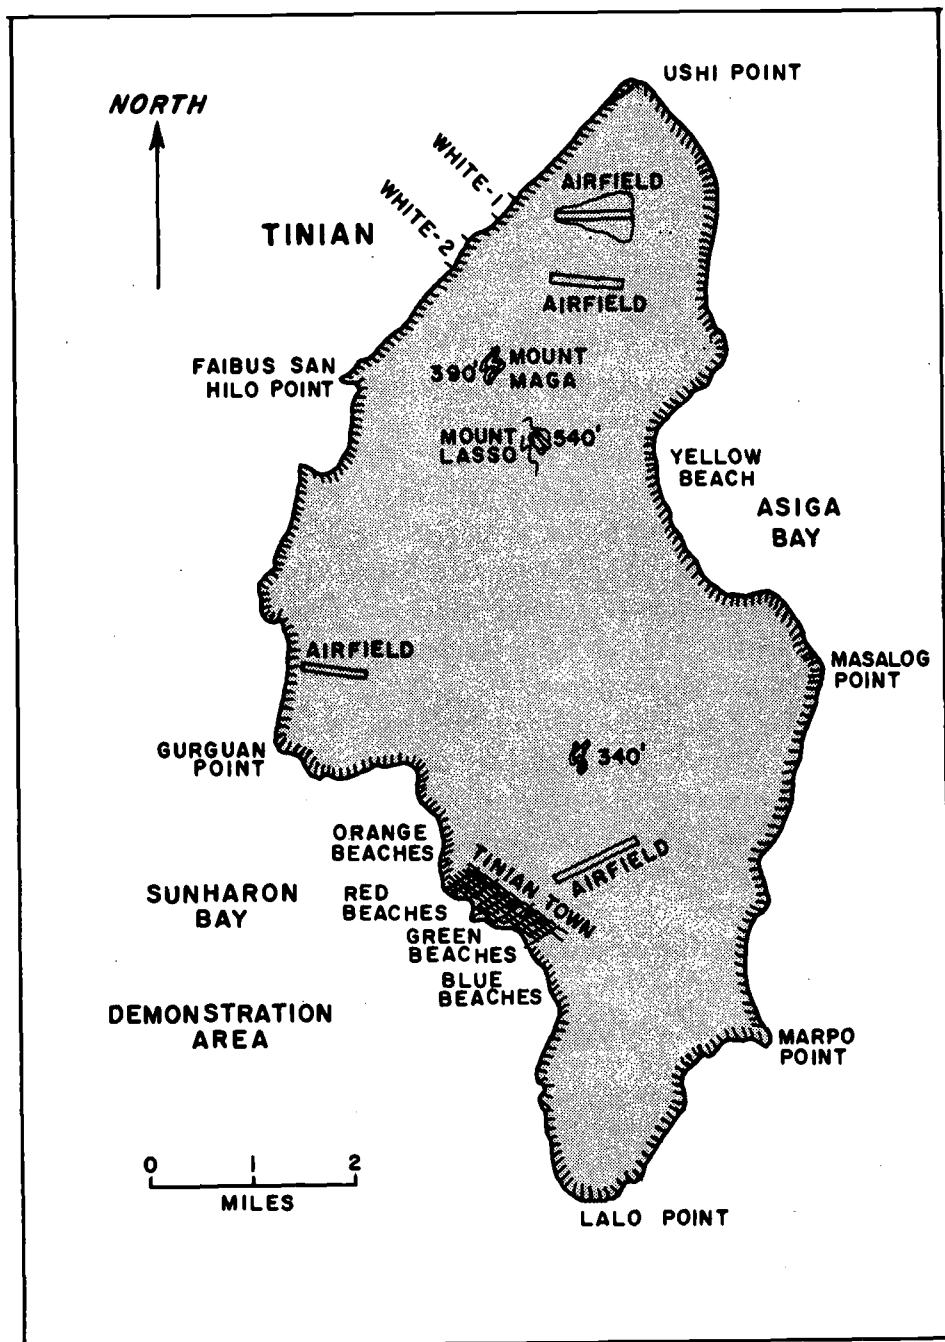 USHI POINT
NORTH
WHITE-1
WHITE-2
TINIAN
AIRFIELD
AIRFIELD
FAIBUS SAN
HILO POINT
390'
MOUNT
MAGA
MOUNT
LASSO
540'
YELLOW
BEACH
ASIGA
BAY
AIRFIELD
MASALOG
POINT
GURGUAN
POINT
340'
ORANGE
BEACHES
TINIAN TOWN
AIRFIELD
SUNHARON
BAY
RED
BEACHES
GREEN
BEACHES
BLUE
BEACHES
DEMONSTRATION
AREA
MARPO
POINT
0 1 2
MILES
LALO POINT